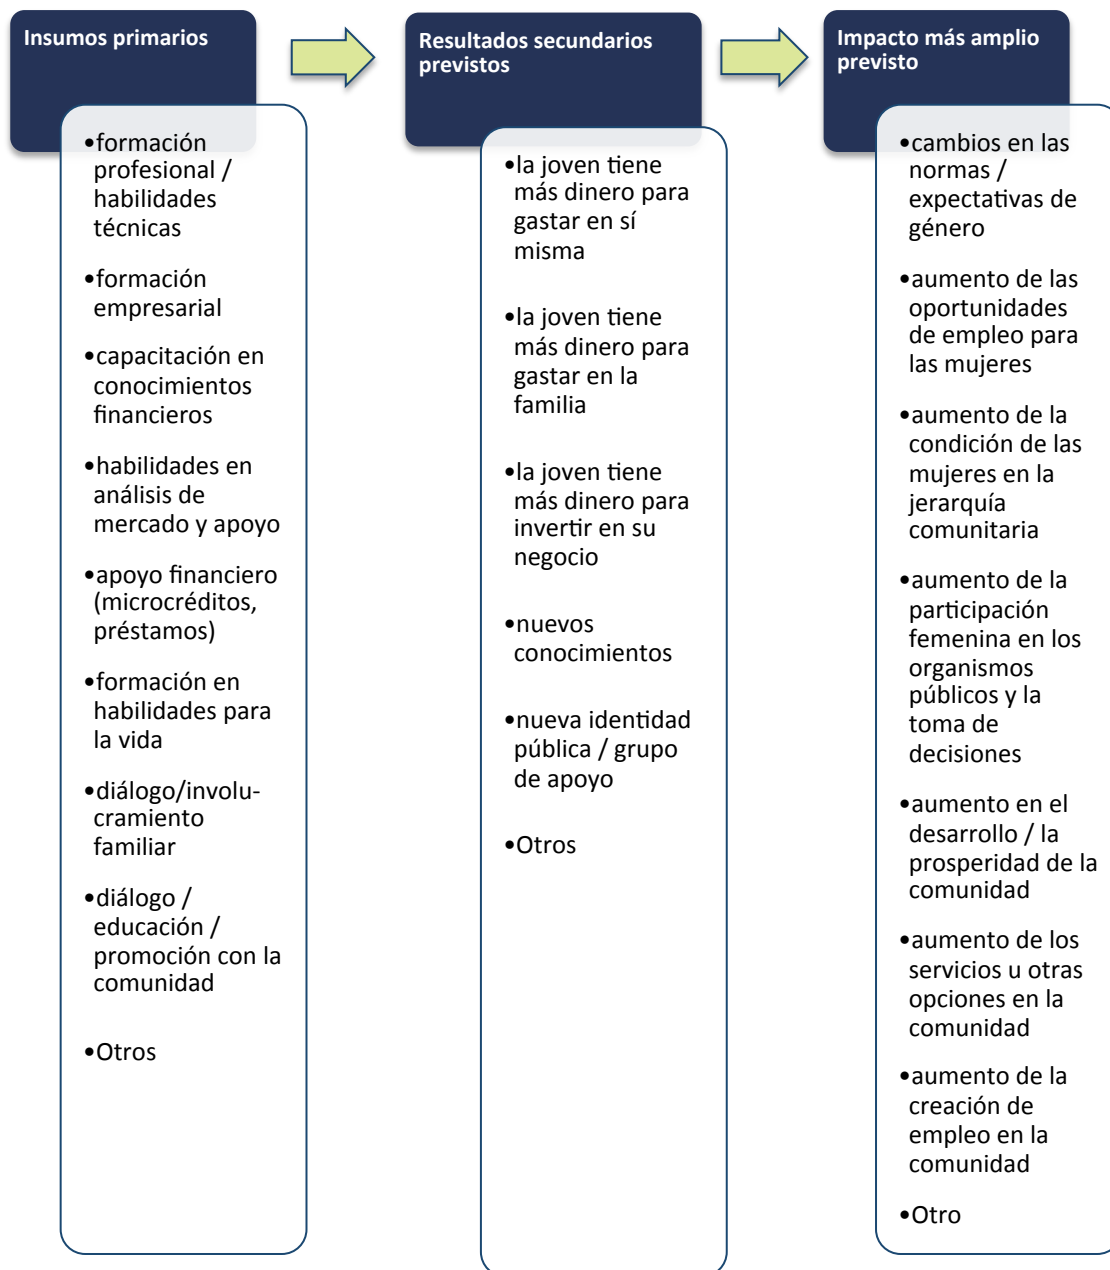 Insumos primarios
•formación
profesional /
habilidades
técnicas
•formación
empresarial
•capacitación en
conocimientos
financieros
•habilidades en
análisis de
mercado y apoyo
•apoyo financiero
(microcréditos,
préstamos)
•formación en
habilidades para
la vida
•diálogo/involu-
cramiento
familiar
•diálogo /
educación /
promoción con la
comunidad
•Otros
Resultados secundarios
previstos
•la joven tiene
más dinero para
gastar en sí
misma
•la joven tiene
más dinero para
gastar en la
familia
•la joven tiene
más dinero para
invertir en su
negocio
•nuevos
conocimientos
•nueva identidad
pública / grupo
de apoyo
•Otros
Impacto más amplio
previsto
•cambios en las
normas /
expectativas de
género
•aumento de las
oportunidades
de empleo para
las mujeres
•aumento de la
condición de las
mujeres en la
jerarquía
comunitaria
•aumento de la
participación
femenina en los
organismos
públicos y la
toma de
decisiones
•aumento en el
desarrollo / la
prosperidad de la
comunidad
•aumento de los
servicios u otras
opciones en la
comunidad
•aumento de la
creación de
empleo en la
comunidad
•Otro